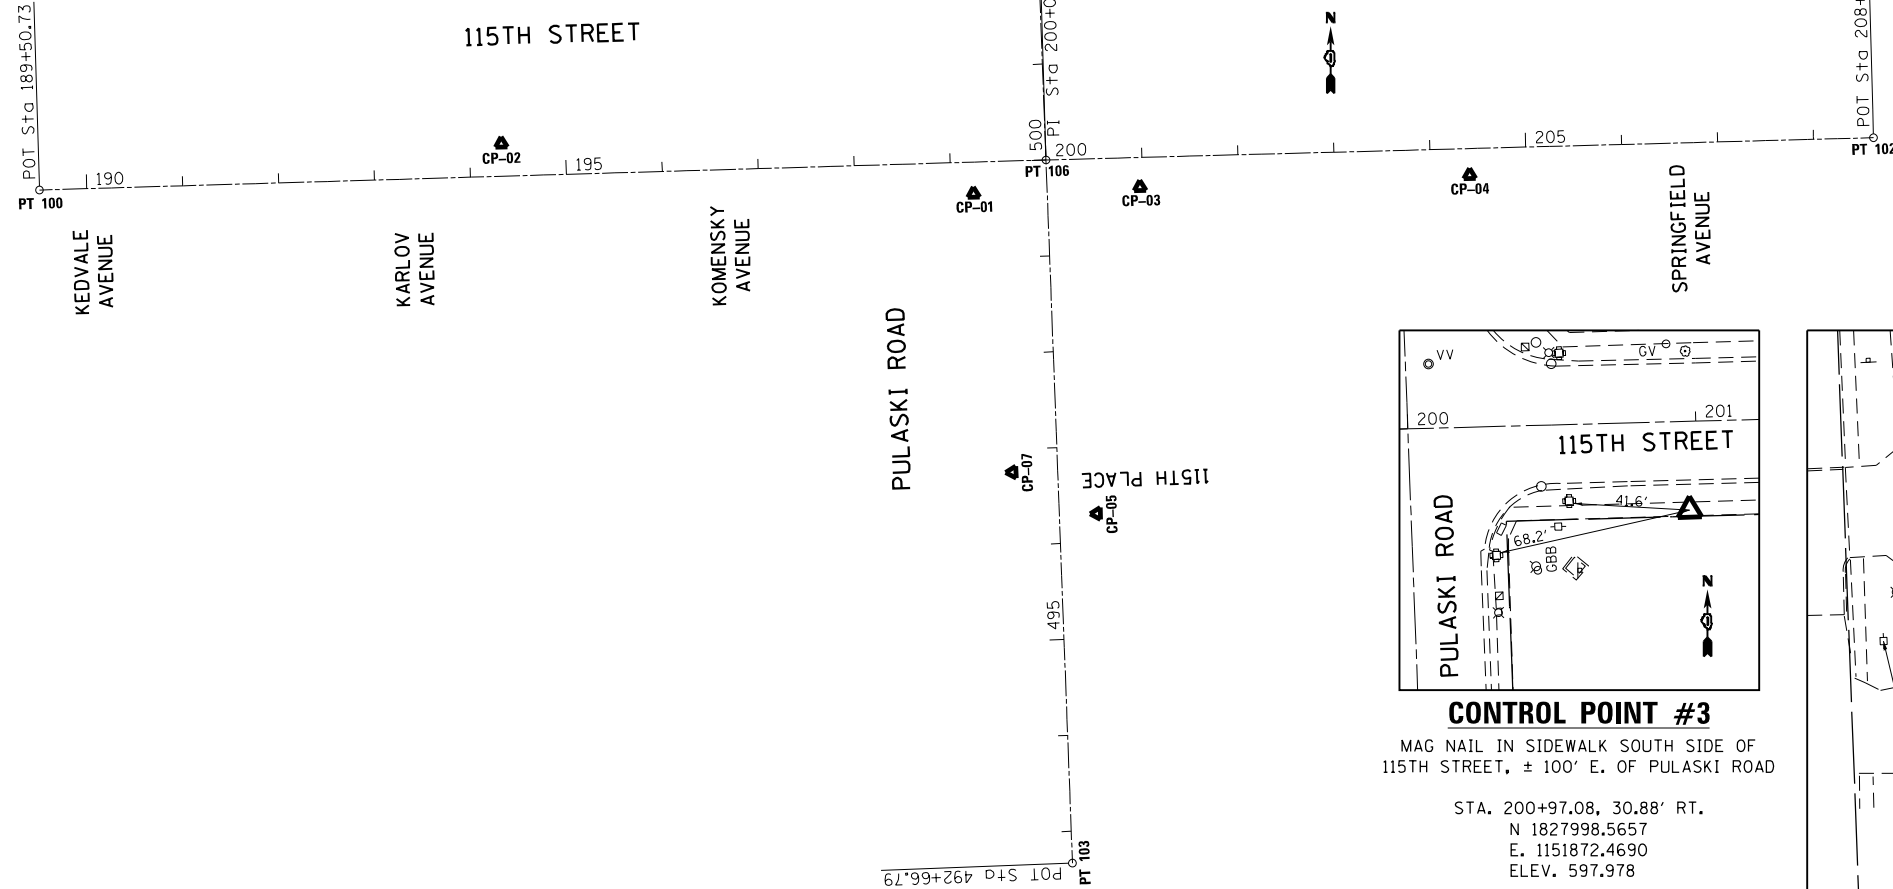 POT Sta 189+50.73
115TH STREET
PI Sta 200+0
N
POT Sta 208+
190
195
500
200
205
PT 100
CP-02
CP-01
PT 106
CP-03
CP-04
PT 102
KEDVALE
AVENUE
KARLOV
AVENUE
KOMENSKY
AVENUE
SPRINGFIELD
AVENUE
PULASKI ROAD
CP-07
115TH PLACE
CP-05
495
POT Sta 492+66.79
PT 103
VV
GV
200
201
115TH STREET
41.6'
68.2'
GBB
PULASKI ROAD
N
CONTROL POINT #3
MAG NAIL IN SIDEWALK SOUTH SIDE OF
115TH STREET, ± 100' E. OF PULASKI ROAD
STA. 200+97.08, 30.88' RT.
N 1827998.5657
E. 1151872.4690
ELEV. 597.978